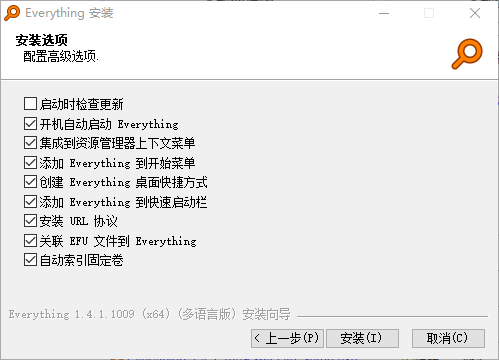 Everything 安装
安装选项
配置高级选项.
启动时检查更新
开机自动启动 Everything
集成到资源管理器上下文菜单
添加 Everything 到开始菜单
创建 Everything 桌面快捷方式
添加 Everything 到快速启动栏
安装 URL 协议
关联 EFU 文件到 Everything
自动索引固定卷
Everything 1.4.1.1009 (x64) (多语言版) 安装向导
< 上一步(P) 安装(I) 取消(C)